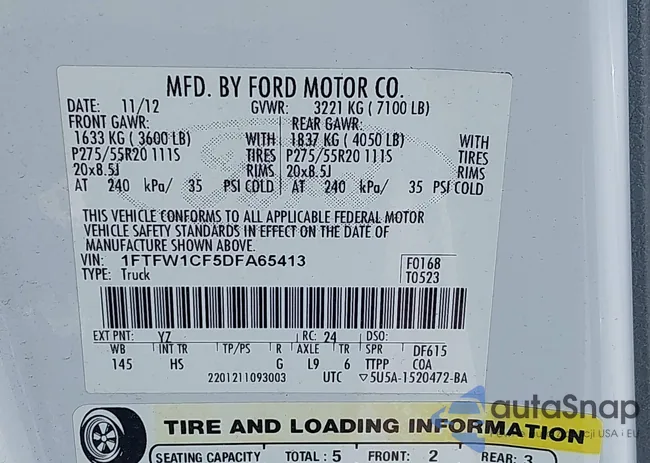 MFD. BY FORD MOTOR CO.
DATE: 11/12 GVWR: 3221 KG ( 7100 LB)
FRONT GAWR: REAR GAWR:
1633 KG ( 3600 LB) WITH 1837 KG ( 4050 LB) WITH
P275/55R20 111S TIRES P275/55R20 111S TIRES
20x8.5J RIMS 20x8.5J RIMS
AT 240 kPa/ 35 PSI COLD AT 240 kPa/ 35 PSI COLD
THIS VEHICLE CONFORMS TO ALL APPLICABLE FEDERAL MOTOR
VEHICLE SAFETY STANDARDS IN EFFECT ON THE DATE OF
MANUFACTURE SHOWN ABOVE.
VIN: 1FTFW1CF5DFA65413 F0168
TYPE: Truck T0523
EXT PNT: YZ RC: 24 DSO:
WB INT TR TP/PS R AXLE TR SPR DF615
145 HS G L9 6 TTPP COA
2201211093003 UTC 5U5A-1520472-BA
autoSnap
TIRE AND LOADING INFORMATION
cji USA i EU
SEATING CAPACITY TOTAL: 5 FRONT: 2 REAR: 3